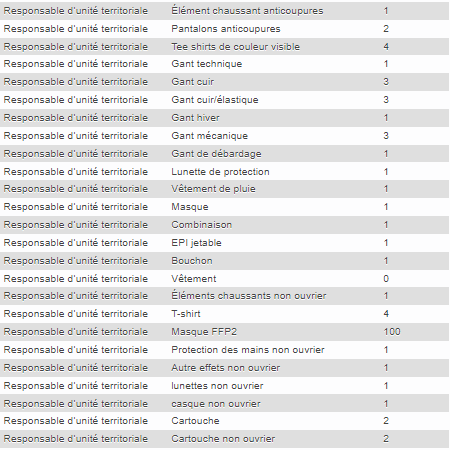 Responsable d'unité territoriale Élément chaussant anticoupures 1
Responsable d'unité territoriale Pantalons anticoupures 2
Responsable d'unité territoriale Tee shirts de couleur visible 4
Responsable d'unité territoriale Gant technique 1
Responsable d'unité territoriale Gant cuir 3
Responsable d'unité territoriale Gant cuir/élastique 3
Responsable d'unité territoriale Gant hiver 1
Responsable d'unité territoriale Gant mécanique 3
Responsable d'unité territoriale Gant de débardage 1
Responsable d'unité territoriale Lunette de protection 1
Responsable d'unité territoriale Vêtement de pluie 1
Responsable d'unité territoriale Masque 1
Responsable d'unité territoriale Combinaison 1
Responsable d'unité territoriale EPI jetable 1
Responsable d'unité territoriale Bouchon 1
Responsable d'unité territoriale Vêtement 0
Responsable d'unité territoriale Éléments chaussants non ouvrier 1
Responsable d'unité territoriale T-shirt 4
Responsable d'unité territoriale Masque FFP2 100
Responsable d'unité territoriale Protection des mains non ouvrier 1
Responsable d'unité territoriale Autre effets non ouvrier 1
Responsable d'unité territoriale lunettes non ouvrier 1
Responsable d'unité territoriale casque non ouvrier 1
Responsable d'unité territoriale Cartouche 2
Responsable d'unité territoriale Cartouche non ouvrier 2